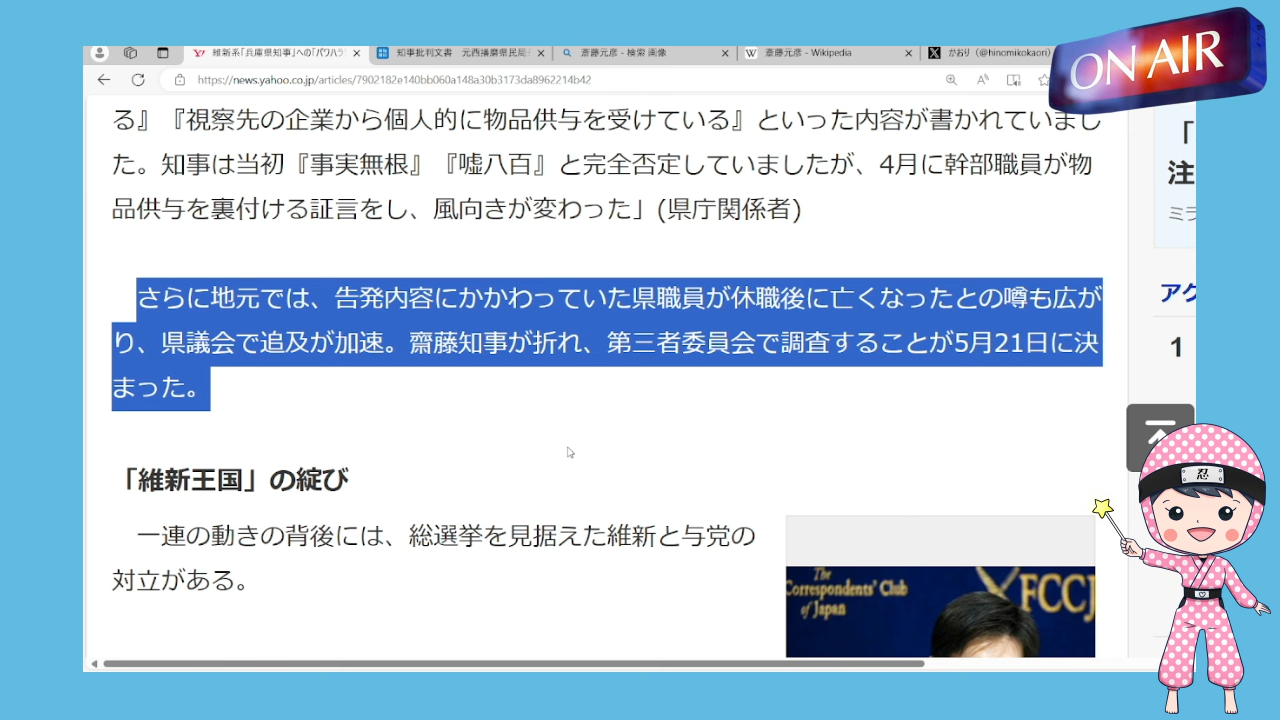 維新系「兵庫県知事」への「パワハラ
知事批判文書 元西播磨県民局
斎藤元彦 - 検索 画像
斎藤元彦 - Wikipedia
かおり (@hinomikokaori)
https://news.yahoo.co.jp/articles/7902182e140bb060a148a30b3173da8962214b42
ON AIR
る』『視察先の企業から個人的に物品供与を受けている』といった内容が書かれていまし
た。知事は当初『事実無根』『嘘八百』と完全否定していましたが、4月に幹部職員が物
品供与を裏付ける証言をし、風向きが変わった」(県庁関係者)
「
注
ミラ
さらに地元では、告発内容にかかわっていた県職員が休職後に亡くなったとの噂も広が
り、県議会で追及が加速。齋藤知事が折れ、第三者委員会で調査することが5月21日に決
まった。
アク
1
「維新王国」の綻び
一連の動きの背後には、総選挙を見据えた維新と与党の
対立がある。
The
Correspondents' Club
of Japan
FCCJ
忍